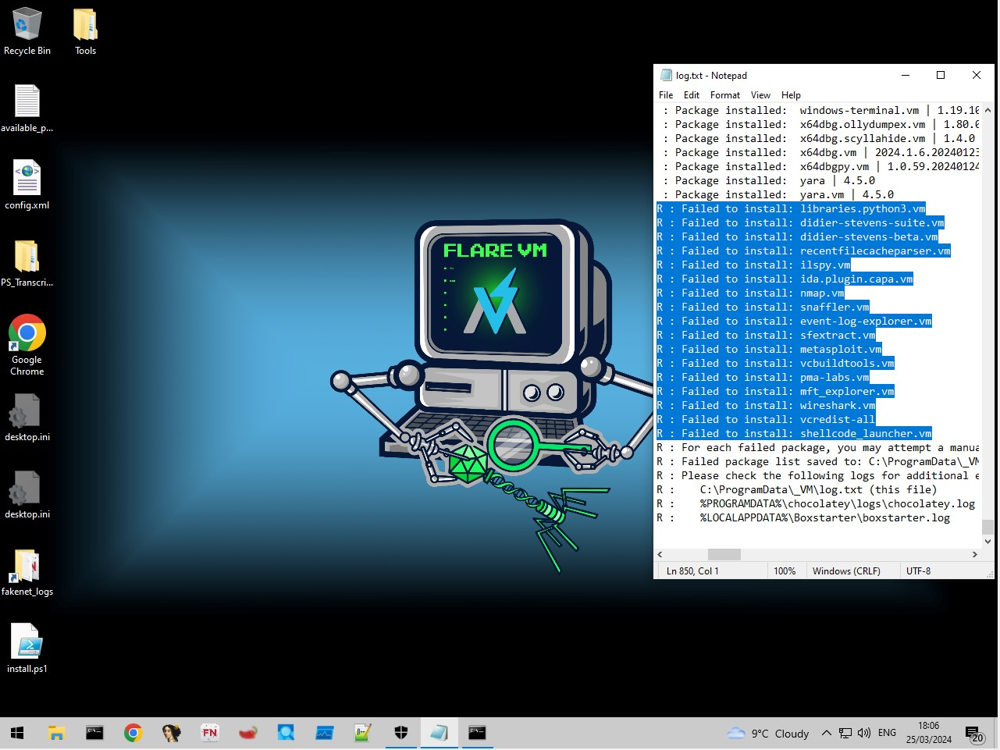 Recycle Bin
Tools
available_p...
config.xml
PS_Transcri...
Google
Chrome
desktop.ini
desktop.ini
fakenet_logs
install.ps1
FLARE VM
log.txt - Notepad
File Edit Format View Help
: Package installed: windows-terminal.vm | 1.19.10
: Package installed: x64dbg.ollydumpex.vm | 1.80.0
: Package installed: x64dbg.scyllahide.vm | 1.4.0
: Package installed: x64dbg.vm | 2024.1.6.20240123
: Package installed: x64dbgpy.vm | 1.0.59.20240124
: Package installed: yara | 4.5.0
: Package installed: yara.vm | 4.5.0
R : Failed to install: libraries.python3.vm
R : Failed to install: didier-stevens-suite.vm
R : Failed to install: didier-stevens-beta.vm
R : Failed to install: recentfilecacheparser.vm
R : Failed to install: ilspy.vm
R : Failed to install: ida.plugin.capa.vm
R : Failed to install: nmap.vm
R : Failed to install: snaffler.vm
R : Failed to install: event-log-explorer.vm
R : Failed to install: sfextract.vm
R : Failed to install: metasploit.vm
R : Failed to install: vcbuildtools.vm
R : Failed to install: pma-labs.vm
R : Failed to install: mft_explorer.vm
R : Failed to install: wireshark.vm
R : Failed to install: vcredist-all
R : Failed to install: shellcode_launcher.vm
R : For each failed package, you may attempt a manua
R : Failed package list saved to: C:\ProgramData\_VM
R : Please check the following logs for additional e
R : C:\ProgramData\_VM\log.txt (this file)
R : %PROGRAMDATA%\chocolatey\logs\chocolatey.log
R : %LOCALAPPDATA%\Boxstarter\boxstarter.log
Ln 850, Col 1 100% Windows (CRLF) UTF-8
FN
9°C Cloudy ENG
18:06
25/03/2024
20